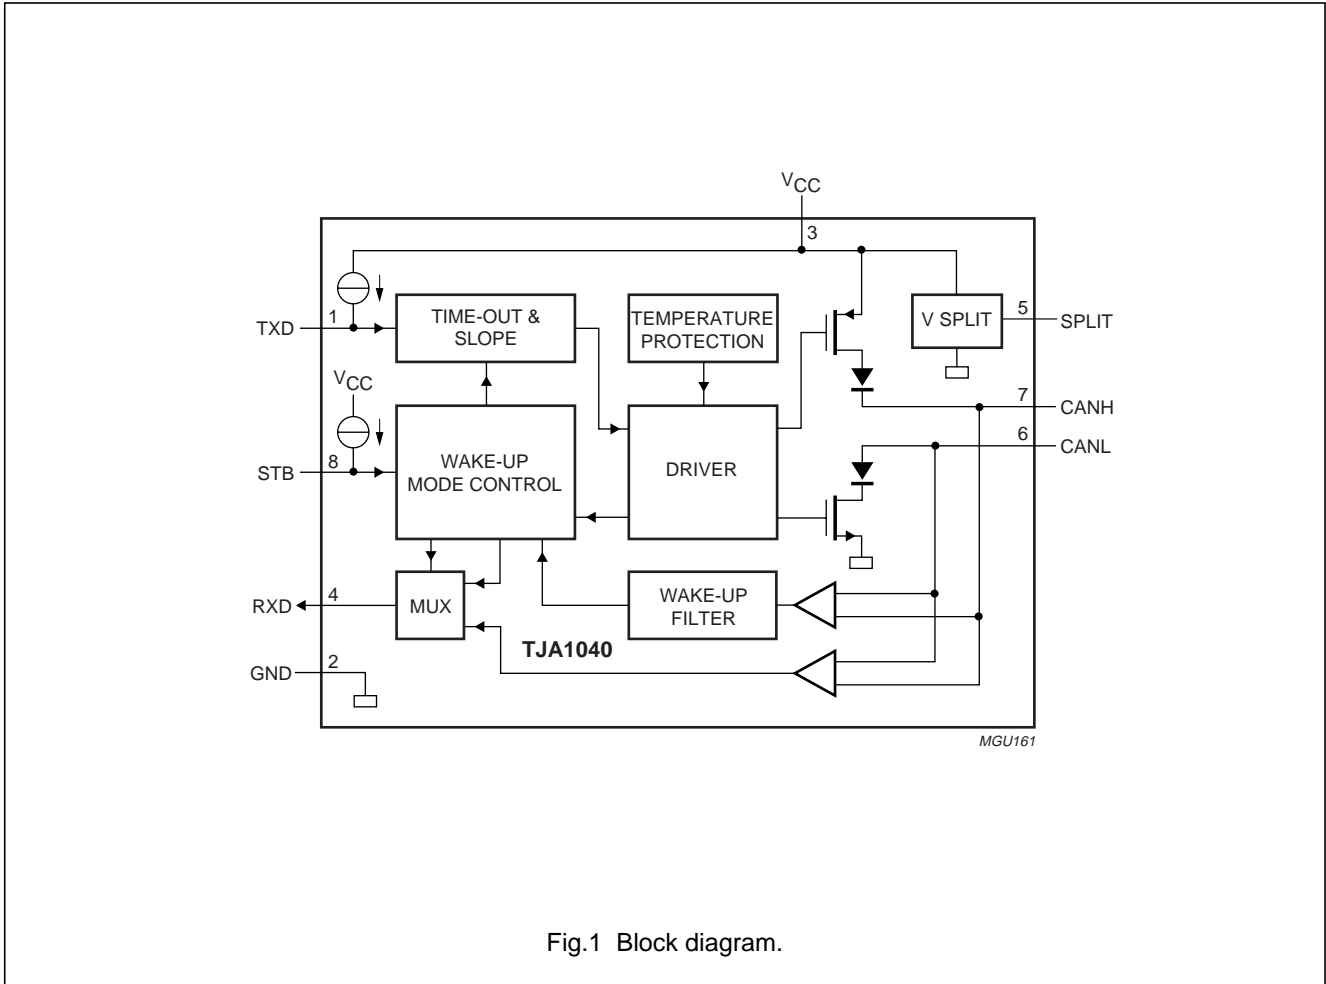 VCC
3
1
TXD
TIME-OUT &
SLOPE
TEMPERATURE
PROTECTION
V SPLIT
5
SPLIT
VCC
7
CANH
6
CANL
8
STB
WAKE-UP
MODE CONTROL
DRIVER
4
RXD
MUX
WAKE-UP
FILTER
TJA1040
2
GND
MGU161
Fig.1 Block diagram.